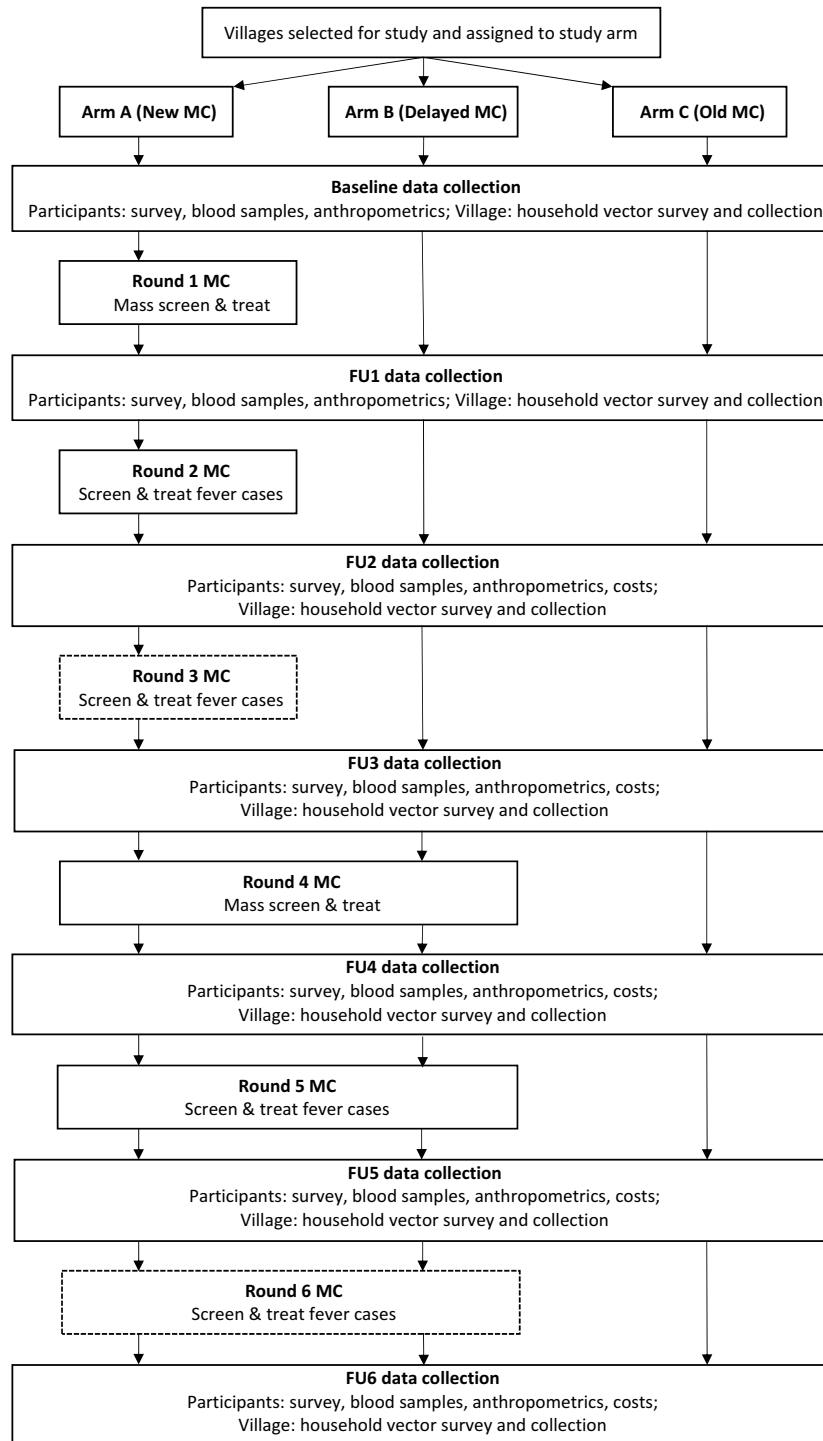 Villages selected for study and assigned to study arm
Arm A (New MC)
Arm B (Delayed MC)
Arm C (Old MC)
Baseline data collection
Participants: survey, blood samples, anthropometrics; Village: household vector survey and collection
Round 1 MC
Mass screen & treat
FU1 data collection
Participants: survey, blood samples, anthropometrics; Village: household vector survey and collection
Round 2 MC
Screen & treat fever cases
FU2 data collection
Participants: survey, blood samples, anthropometrics, costs;
Village: household vector survey and collection
Round 3 MC
Screen & treat fever cases
FU3 data collection
Participants: survey, blood samples, anthropometrics, costs;
Village: household vector survey and collection
Round 4 MC
Mass screen & treat
FU4 data collection
Participants: survey, blood samples, anthropometrics, costs;
Village: household vector survey and collection
Round 5 MC
Screen & treat fever cases
FU5 data collection
Participants: survey, blood samples, anthropometrics, costs;
Village: household vector survey and collection
Round 6 MC
Screen & treat fever cases
FU6 data collection
Participants: survey, blood samples, anthropometrics, costs;
Village: household vector survey and collection